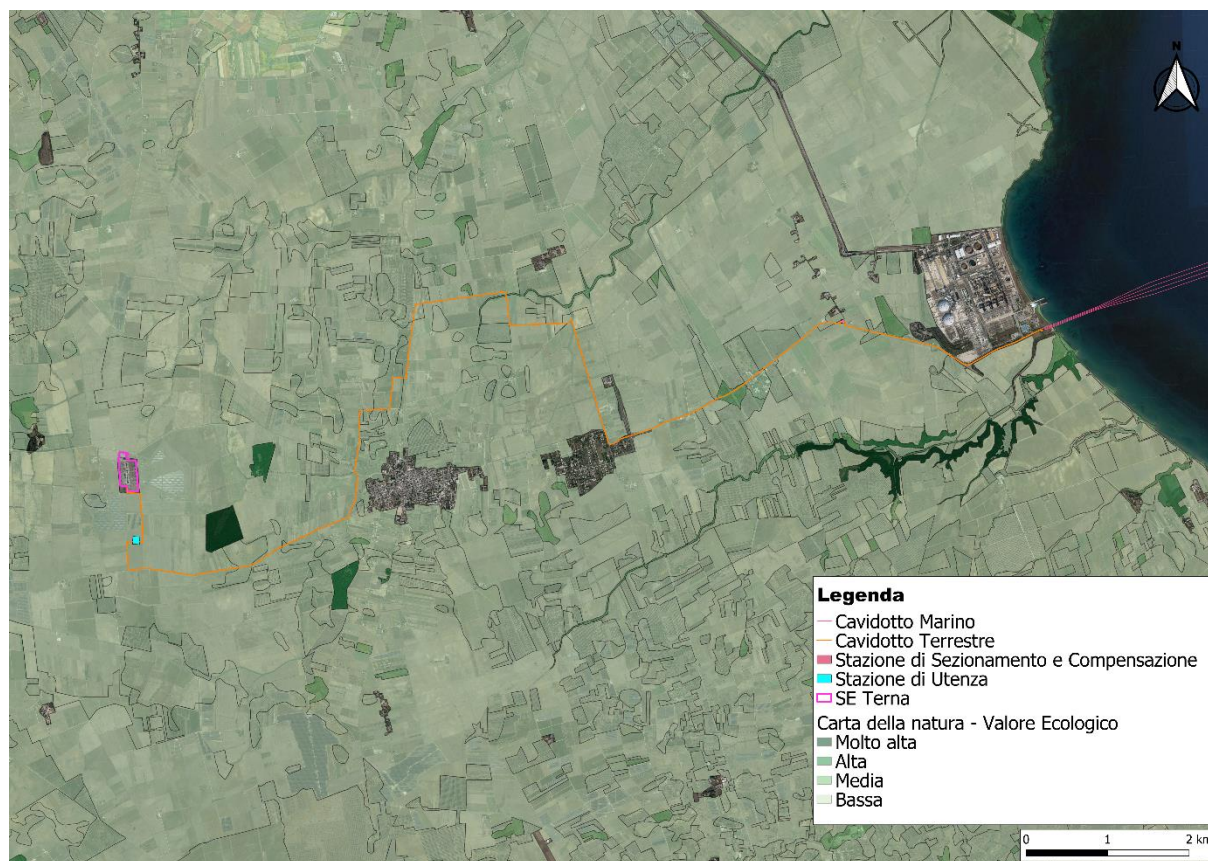 N
Legenda
Cavidotto Marino
Cavidotto Terrestre
Stazione di Sezionamento e Compensazione
Stazione di Utenza
SE Terna
Carta della natura - Valore Ecologico
Molto alta
Alta
Media
Bassa
0 1 2 km